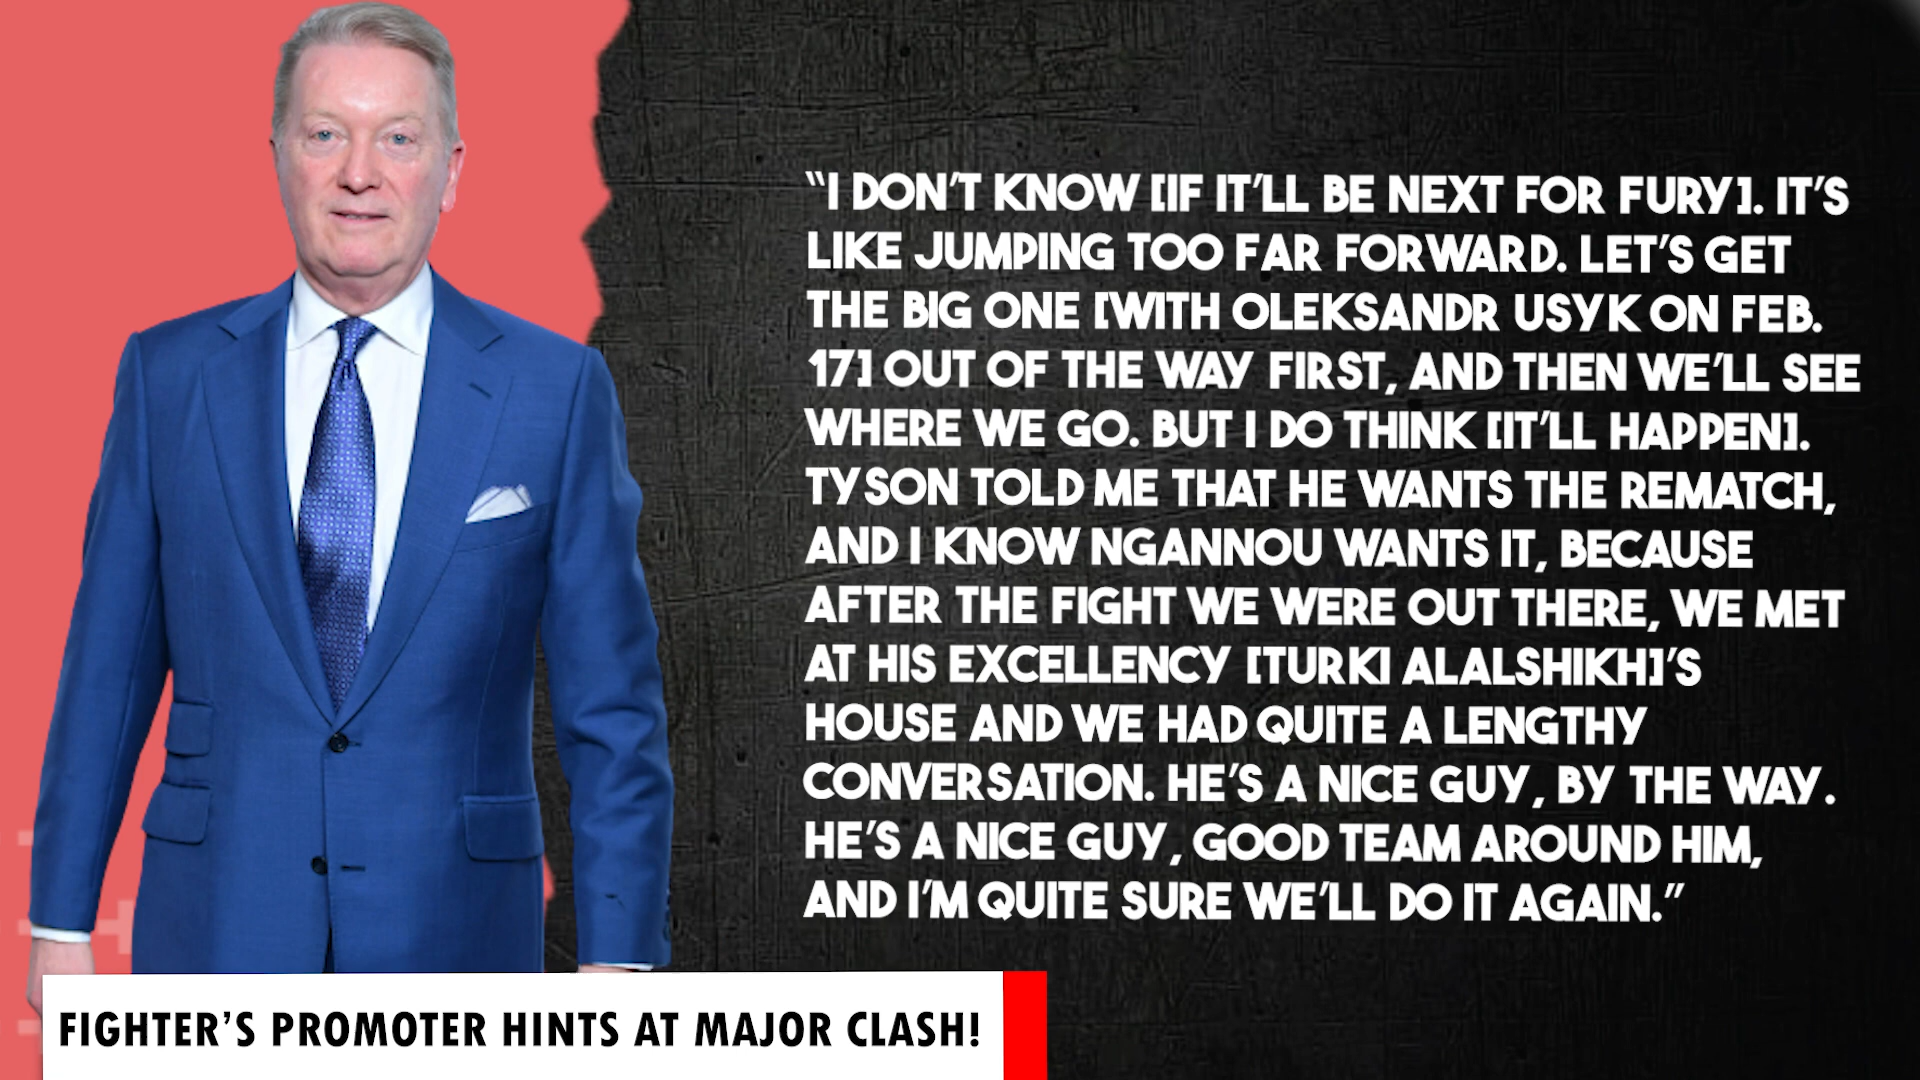 “I DON’T KNOW [IF IT’LL BE NEXT FOR FURY]. IT’S
LIKE JUMPING TOO FAR FORWARD. LET’S GET
THE BIG ONE [WITH OLEKSANDR USYK ON FEB.
17] OUT OF THE WAY FIRST, AND THEN WE’LL SEE
WHERE WE GO. BUT I DO THINK [IT’LL HAPPEN].
TYSON TOLD ME THAT HE WANTS THE REMATCH,
AND I KNOW NGANNOU WANTS IT, BECAUSE
AFTER THE FIGHT WE WERE OUT THERE, WE MET
AT HIS EXCELLENCY [TURKI ALALSHIKH]’S
HOUSE AND WE HAD QUITE A LENGTHY
CONVERSATION. HE’S A NICE GUY, BY THE WAY.
HE’S A NICE GUY, GOOD TEAM AROUND HIM,
AND I’M QUITE SURE WE’LL DO IT AGAIN.”
FIGHTER’S PROMOTER HINTS AT MAJOR CLASH!